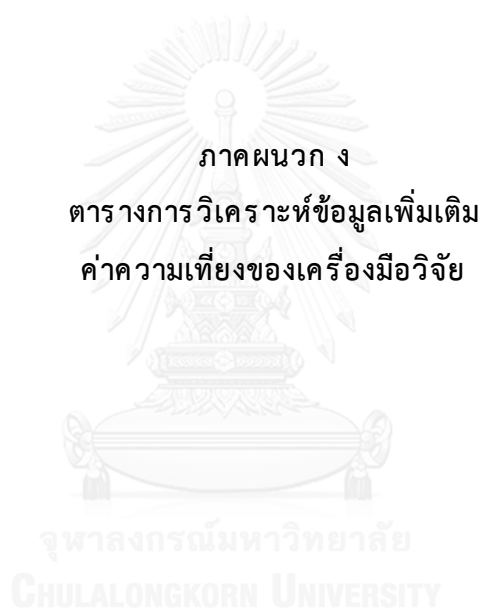 ภาคผนวก ง
ตารางการวิเคราะห์ข้อมูลเพิ่มเติม
ค่าความเที่ยงของเครื่องมือวิจัย
จุฬาลงกรณ์มหาวิทยาลัย
CHULALONGKORN UNIVERSITY